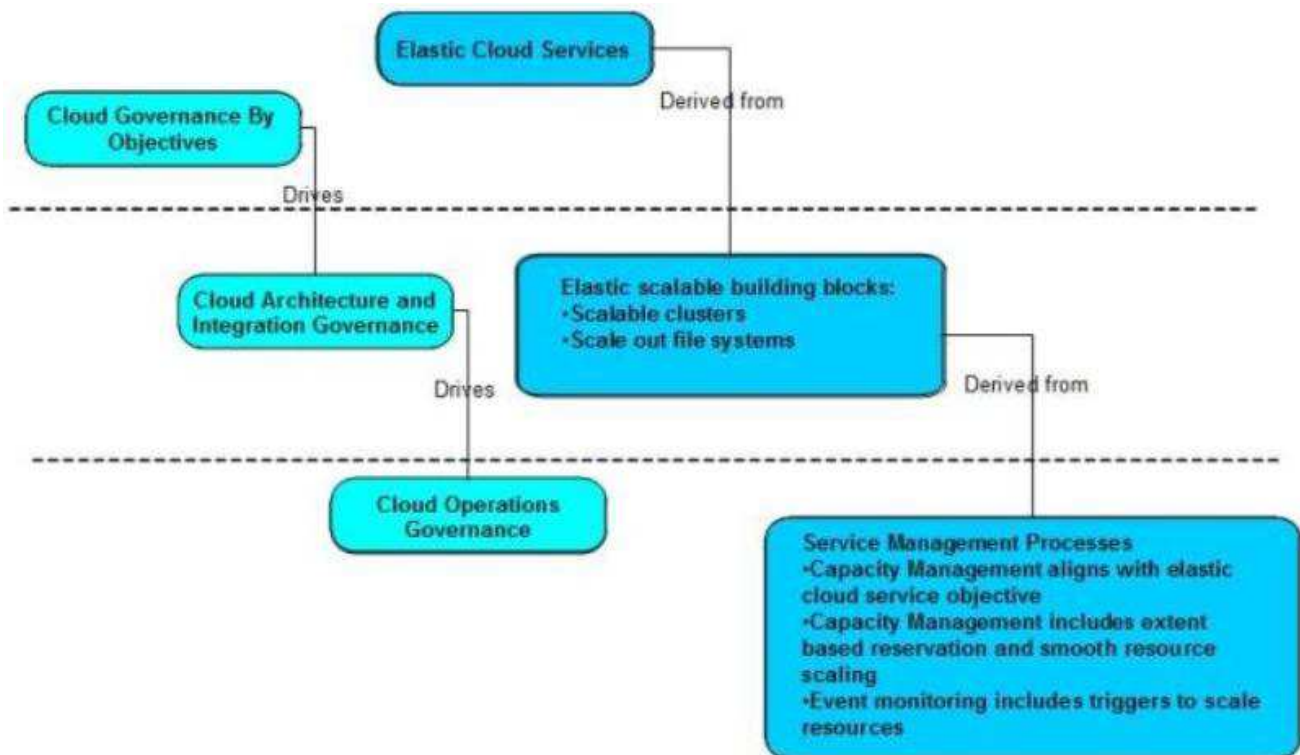 Elastic Cloud Services
Derived from
Cloud Governance By
Objectives
Drives
Cloud Architecture and
Integration Governance
Elastic scalable building blocks:
•Scalable clusters
•Scale out file systems
Drives
Derived from
Cloud Operations
Governance
Service Management Processes
•Capacity Management aligns with elastic
cloud service objective
•Capacity Management includes extent
based reservation and smooth resource
scaling
•Event monitoring includes triggers to scale
resources